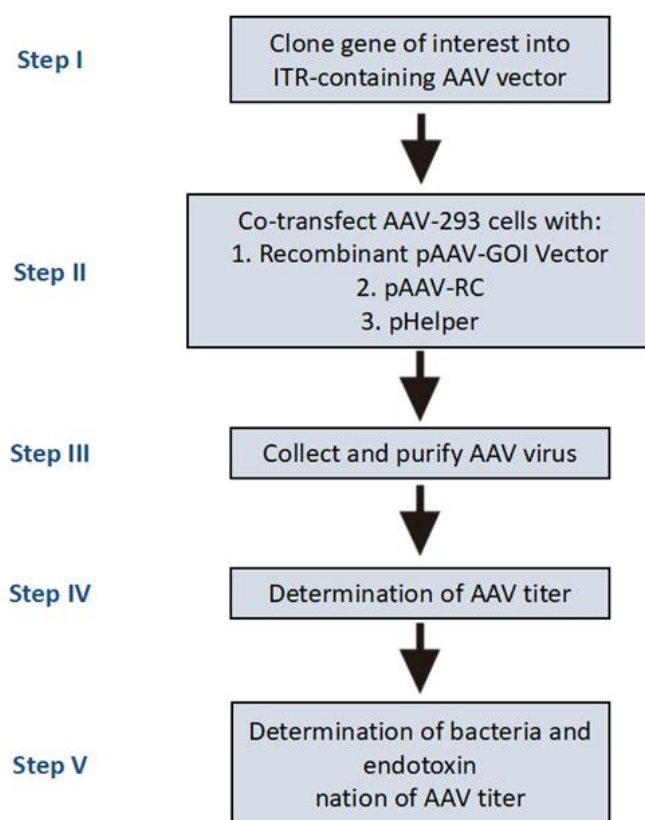 Step I
Clone gene of interest into
ITR-containing AAV vector
Step II
Co-transfect AAV-293 cells with:
1. Recombinant pAAV-GOI Vector
2. pAAV-RC
3. pHelper
Step III
Collect and purify AAV virus
Step IV
Determination of AAV titer
Step V
Determination of bacteria and
endotoxin
nation of AAV titer